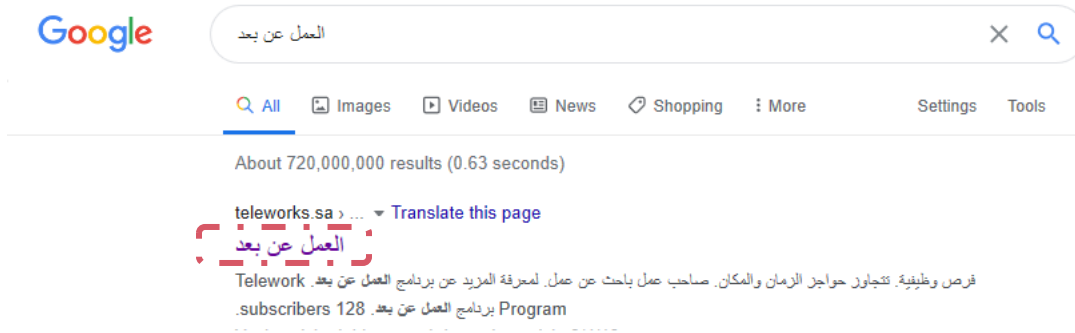 Google
العمل عن بعد
All Images Videos News Shopping More Settings Tools
About 720,000,000 results (0.63 seconds)
teleworks.sa › ... Translate this page
العمل عن بعد
فرص وظيفية. تتجاوز حواجز الزمان والمكان. صاحب عمل باحث عن عمل. لمعرفة المزيد عن برنامج العمل عن بعد. Telework
Program برنامج العمل عن بعد. 128 subscribers.